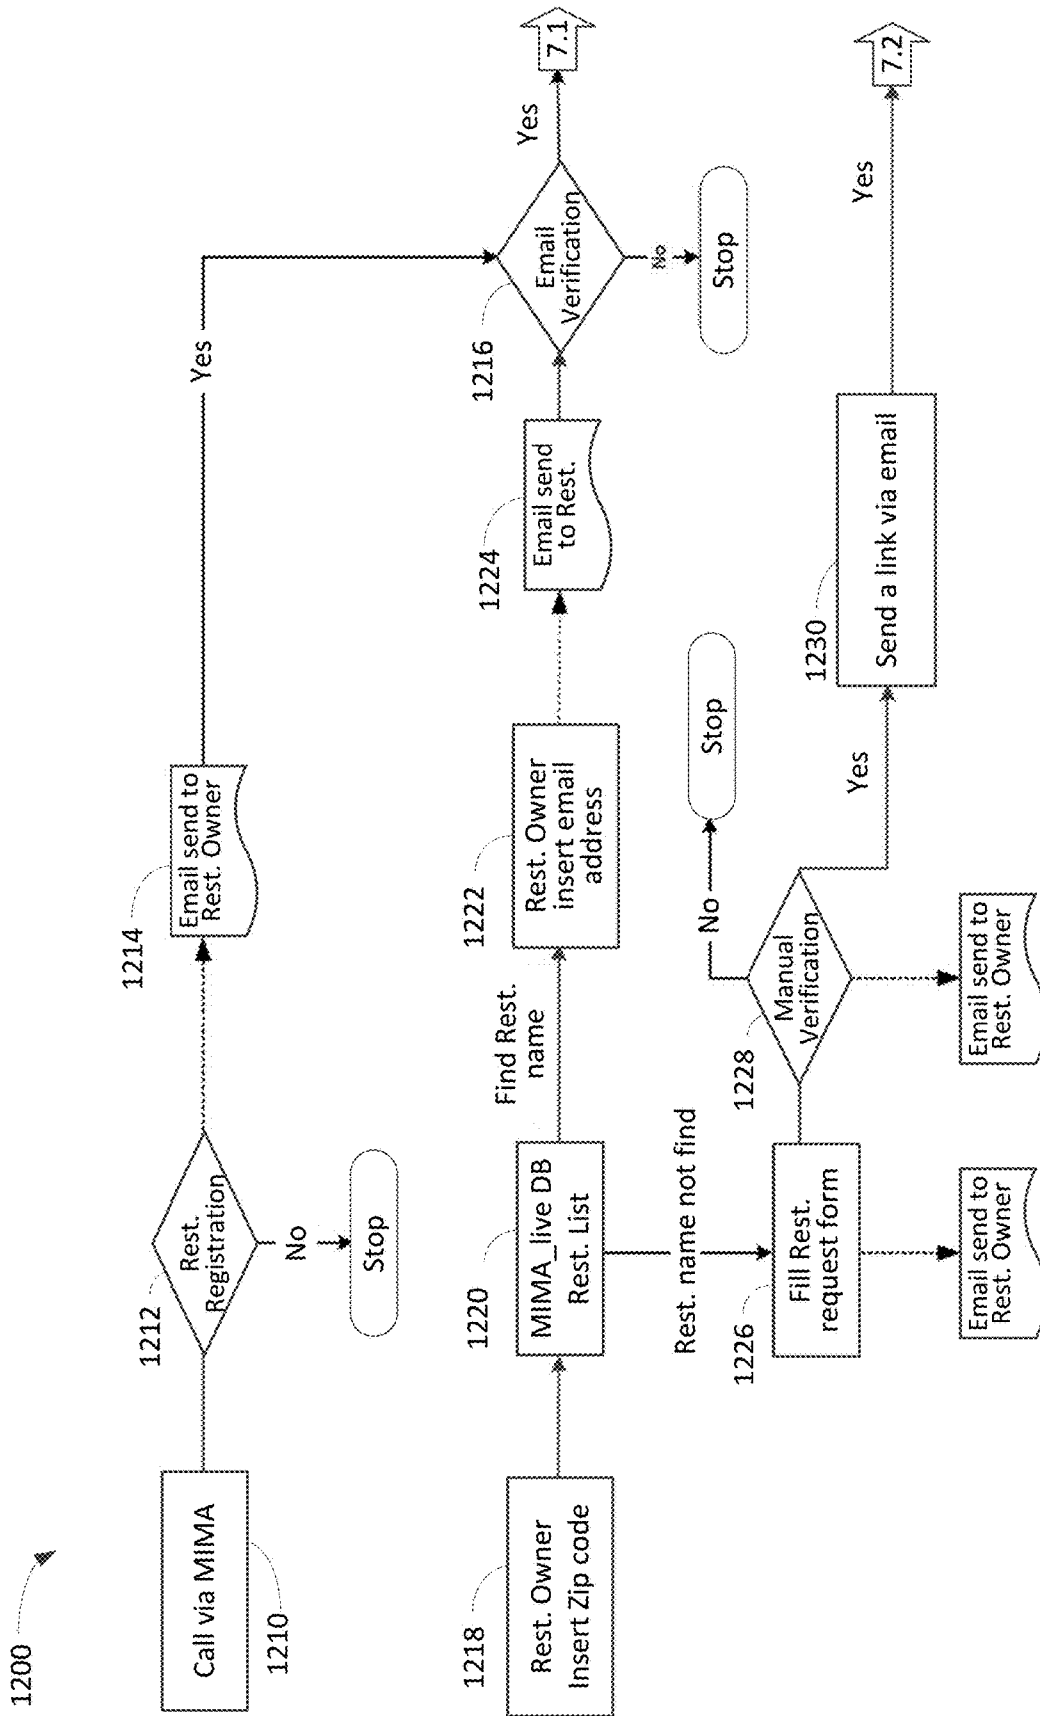 1200
Call via MIMA
1210
1212
Rest.
Registration
No
Stop
1214
Email send to
Rest. Owner
Yes
1218
Rest. Owner
Insert Zip code
1220
MIMA_live DB
Rest. List
Find Rest.
name
1222
Rest. Owner
insert email
address
1224
Email send
to Rest.
1216
Email
Verification
Yes
7.1
No
Stop
Rest. name not find
1226
Fill Rest.
request form
Email send to
Rest. Owner
1228
Manual
Verification
No
Stop
Email send to
Rest. Owner
Yes
1230
Send a link via email
Yes
7.2